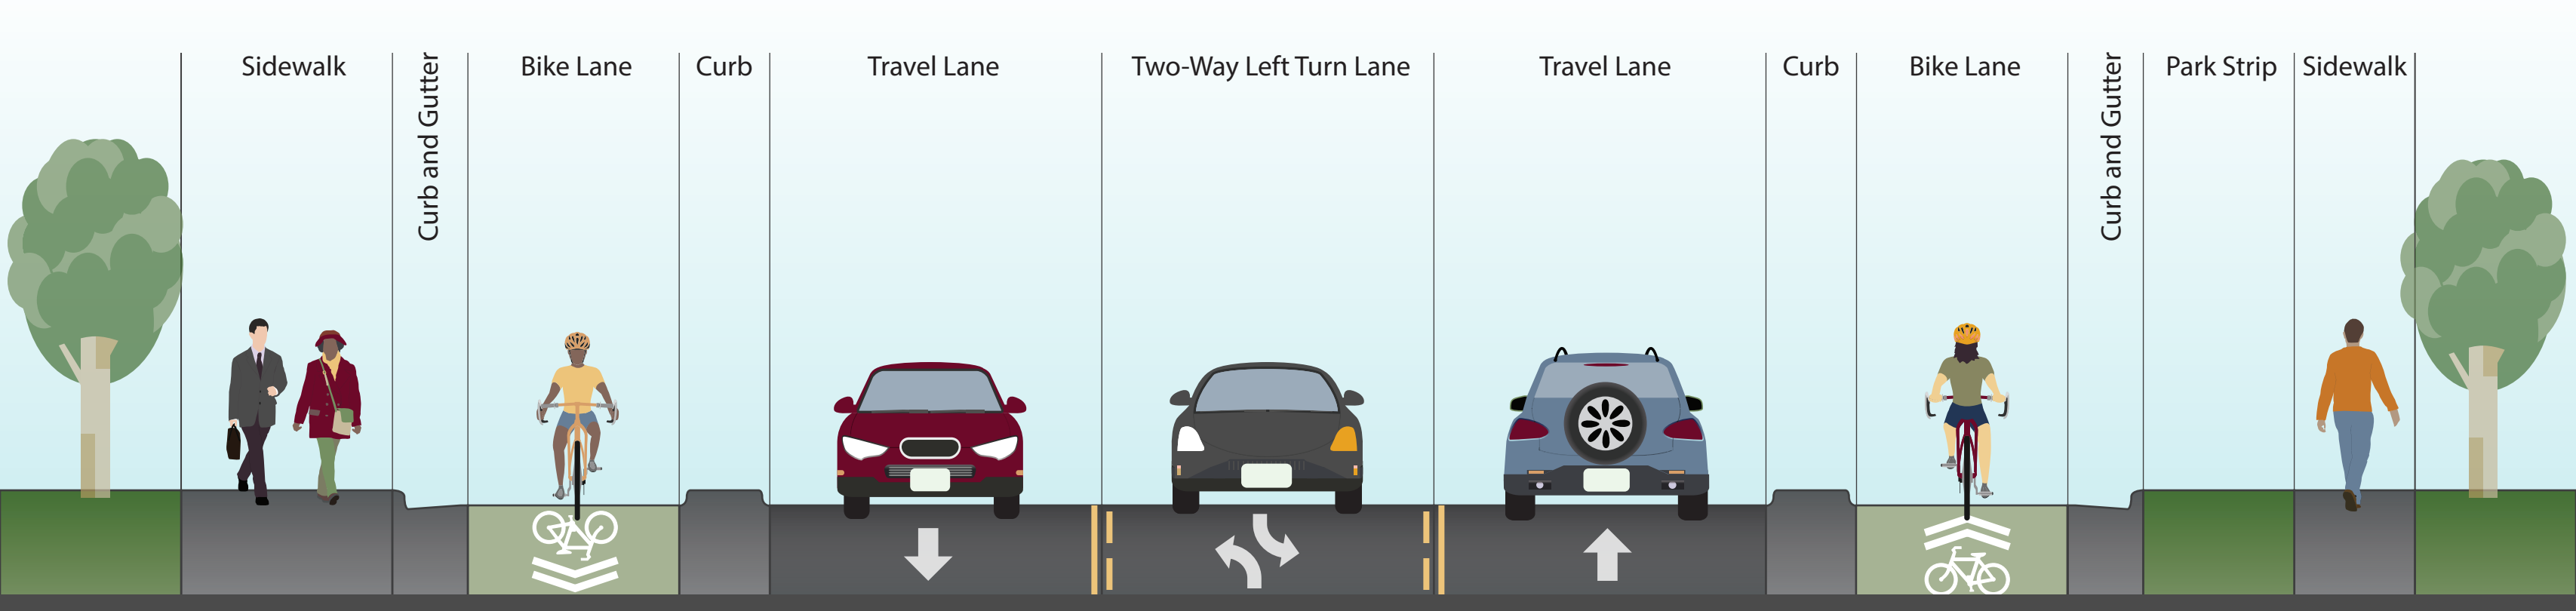 Sidewalk
Curb and Gutter
Bike Lane
Curb
Travel Lane
Two-Way Left Turn Lane
Travel Lane
Curb
Bike Lane
Curb and Gutter
Park Strip
Sidewalk